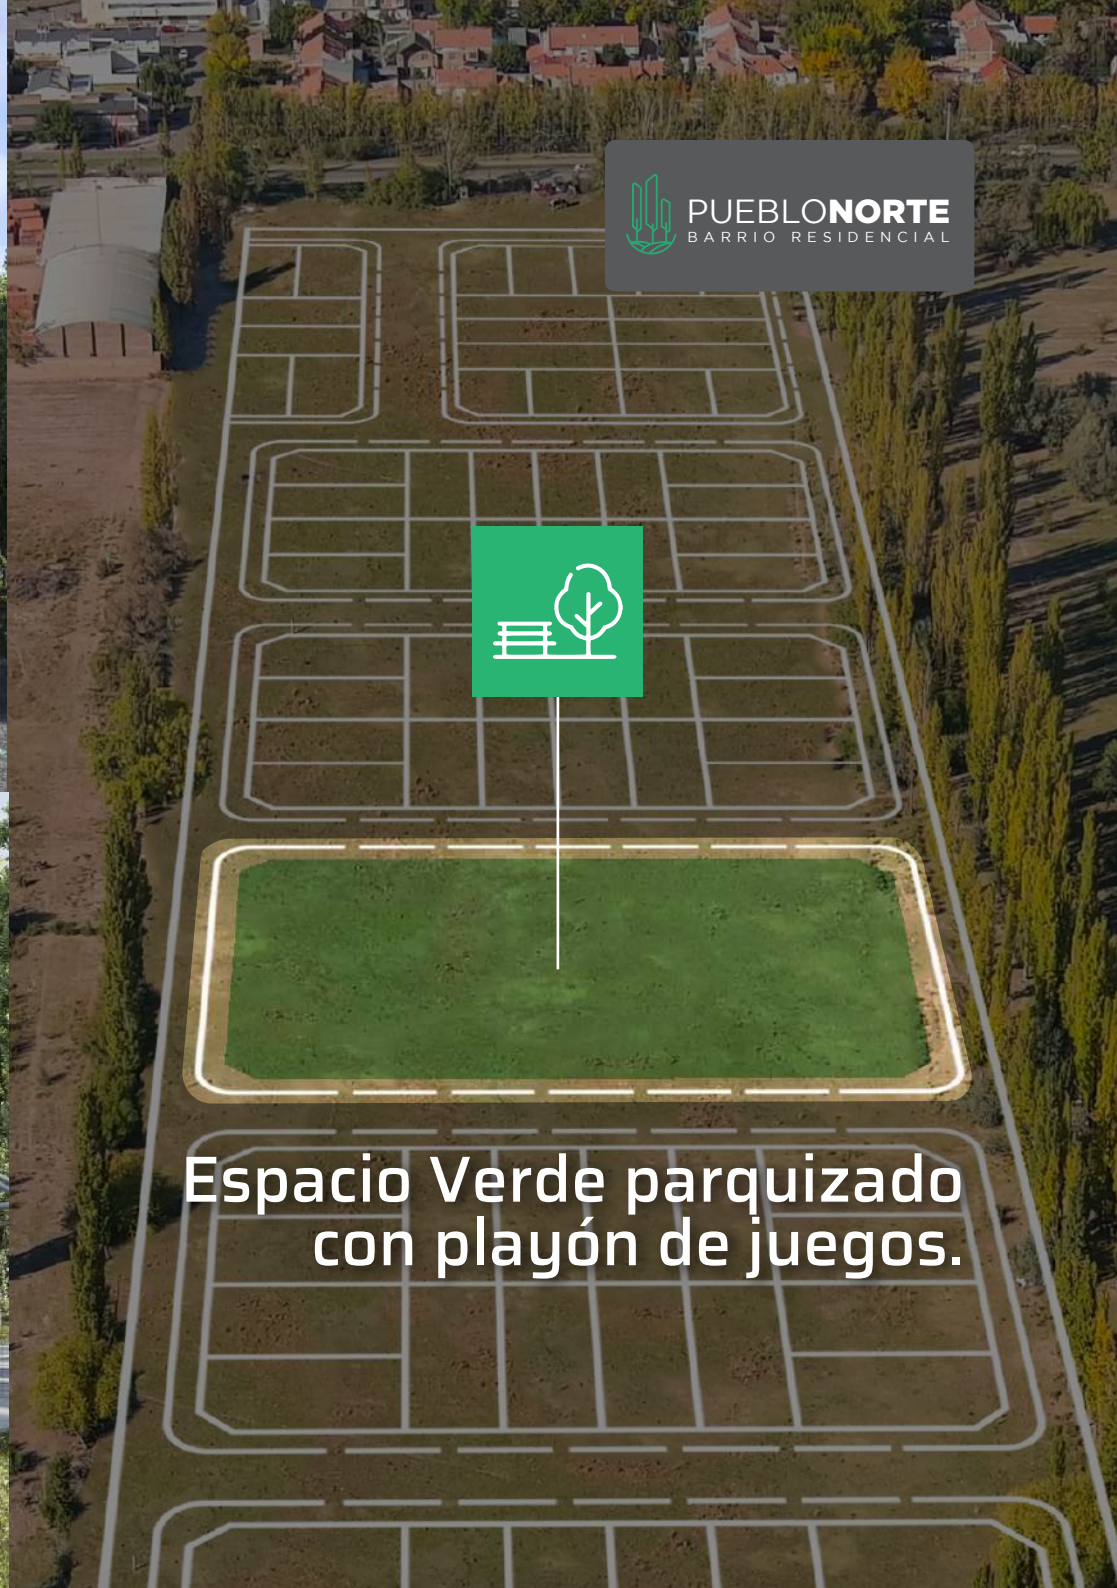 PUEBLONORTE
BARRIO RESIDENCIAL
Espacio Verde parquizado
con playón de juegos.